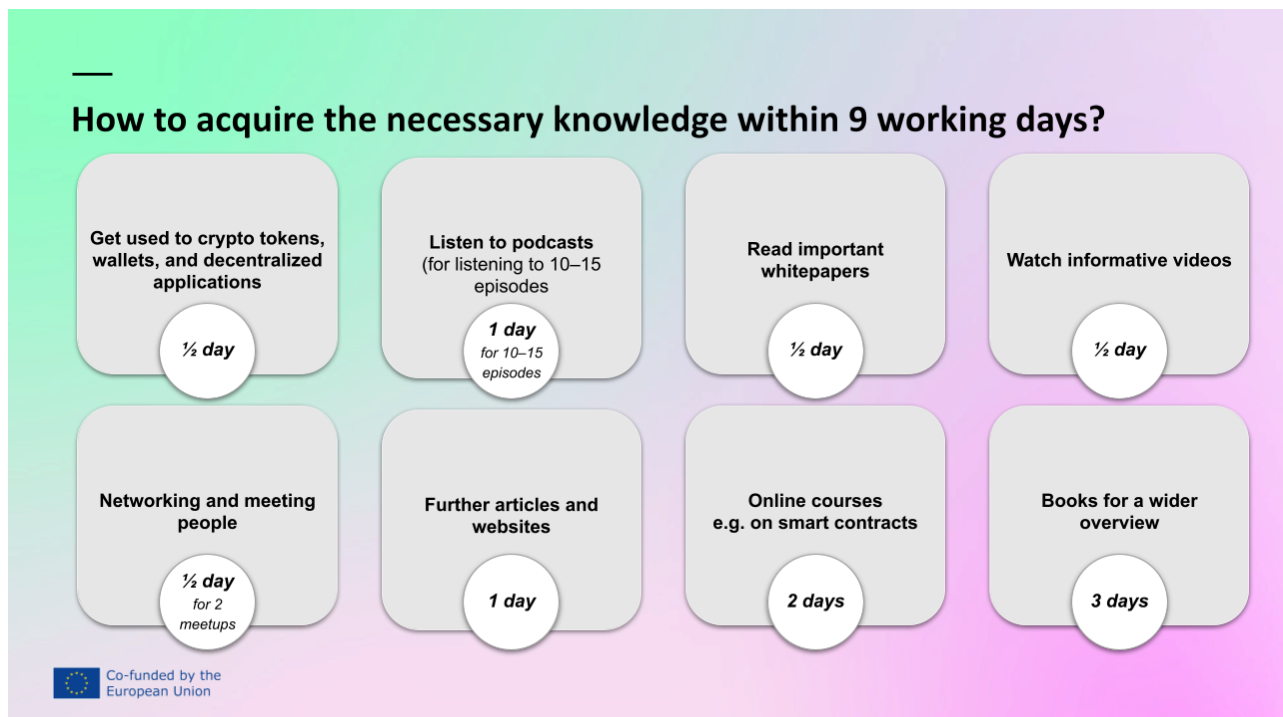 How to acquire the necessary knowledge within 9 working days?
Get used to crypto tokens,
wallets, and decentralized
applications
½ day
Listen to podcasts
(for listening to 10–15
episodes
1 day
for 10–15
episodes
Read important
whitepapers
½ day
Watch informative videos
½ day
Networking and meeting
people
½ day
for 2
meetups
Further articles and
websites
1 day
Online courses
e.g. on smart contracts
2 days
Books for a wider
overview
3 days
Co-funded by the
European Union